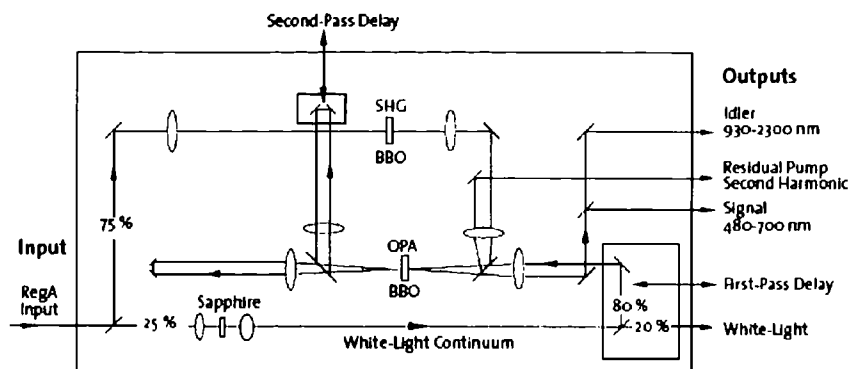 Second-Pass Delay
Outputs
SHG
BBO
Idler
930-2300 nm
Residual Pump
Second Harmonic
Signal
480-700 nm
75 %
Input
RegA
Input
OPA
BBO
First-Pass Delay
Sapphire
25 %
80 %
20 %
White-Light
White-Light Continuum